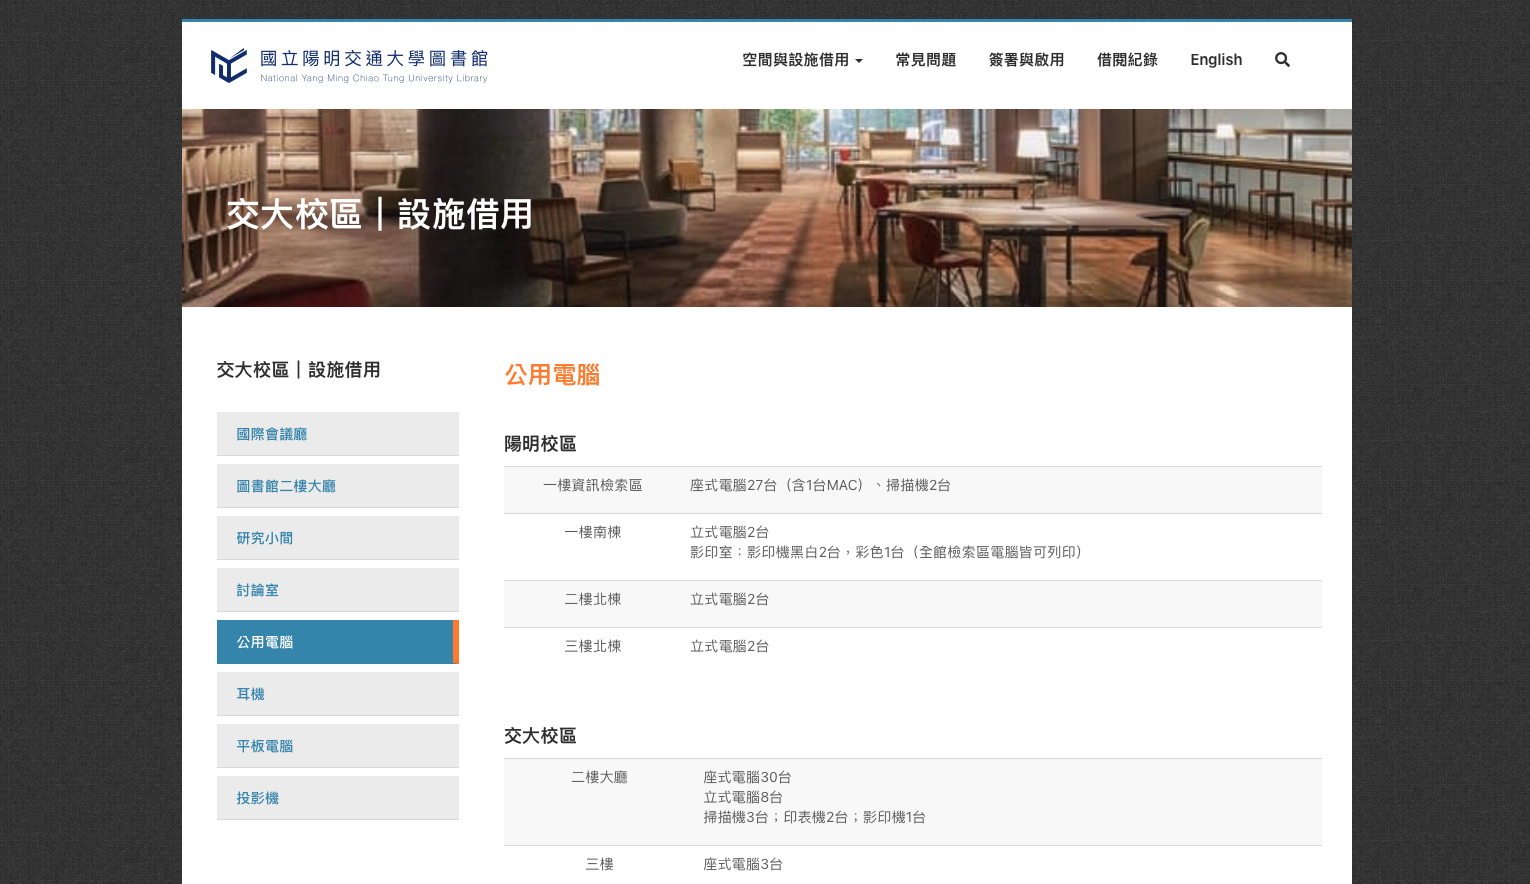 國立陽明交通大學圖書館
National Yang Ming Chiao Tung University Library
空間與設施借用
常見問題
簽署與啟用
借閱紀錄
English
交大校區｜設施借用
交大校區｜設施借用
國際會議廳
圖書館二樓大廳
研究小間
討論室
公用電腦
耳機
平板電腦
投影機
公用電腦
陽明校區
一樓資訊檢索區 座式電腦27台（含1台MAC）、掃描機2台
一樓南棟 立式電腦2台
影印室：影印機黑白2台，彩色1台（全館檢索區電腦皆可列印）
二樓北棟 立式電腦2台
三樓北棟 立式電腦2台
交大校區
二樓大廳 座式電腦30台
立式電腦8台
掃描機3台；印表機2台；影印機1台
三樓 座式電腦3台